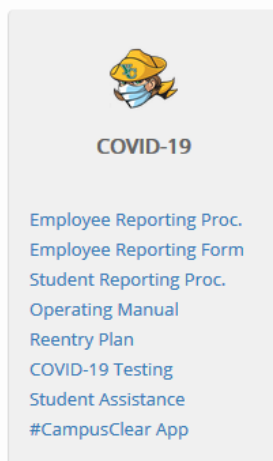 COVID-19
Employee Reporting Proc.
Employee Reporting Form
Student Reporting Proc.
Operating Manual
Reentry Plan
COVID-19 Testing
Student Assistance
#CampusClear App